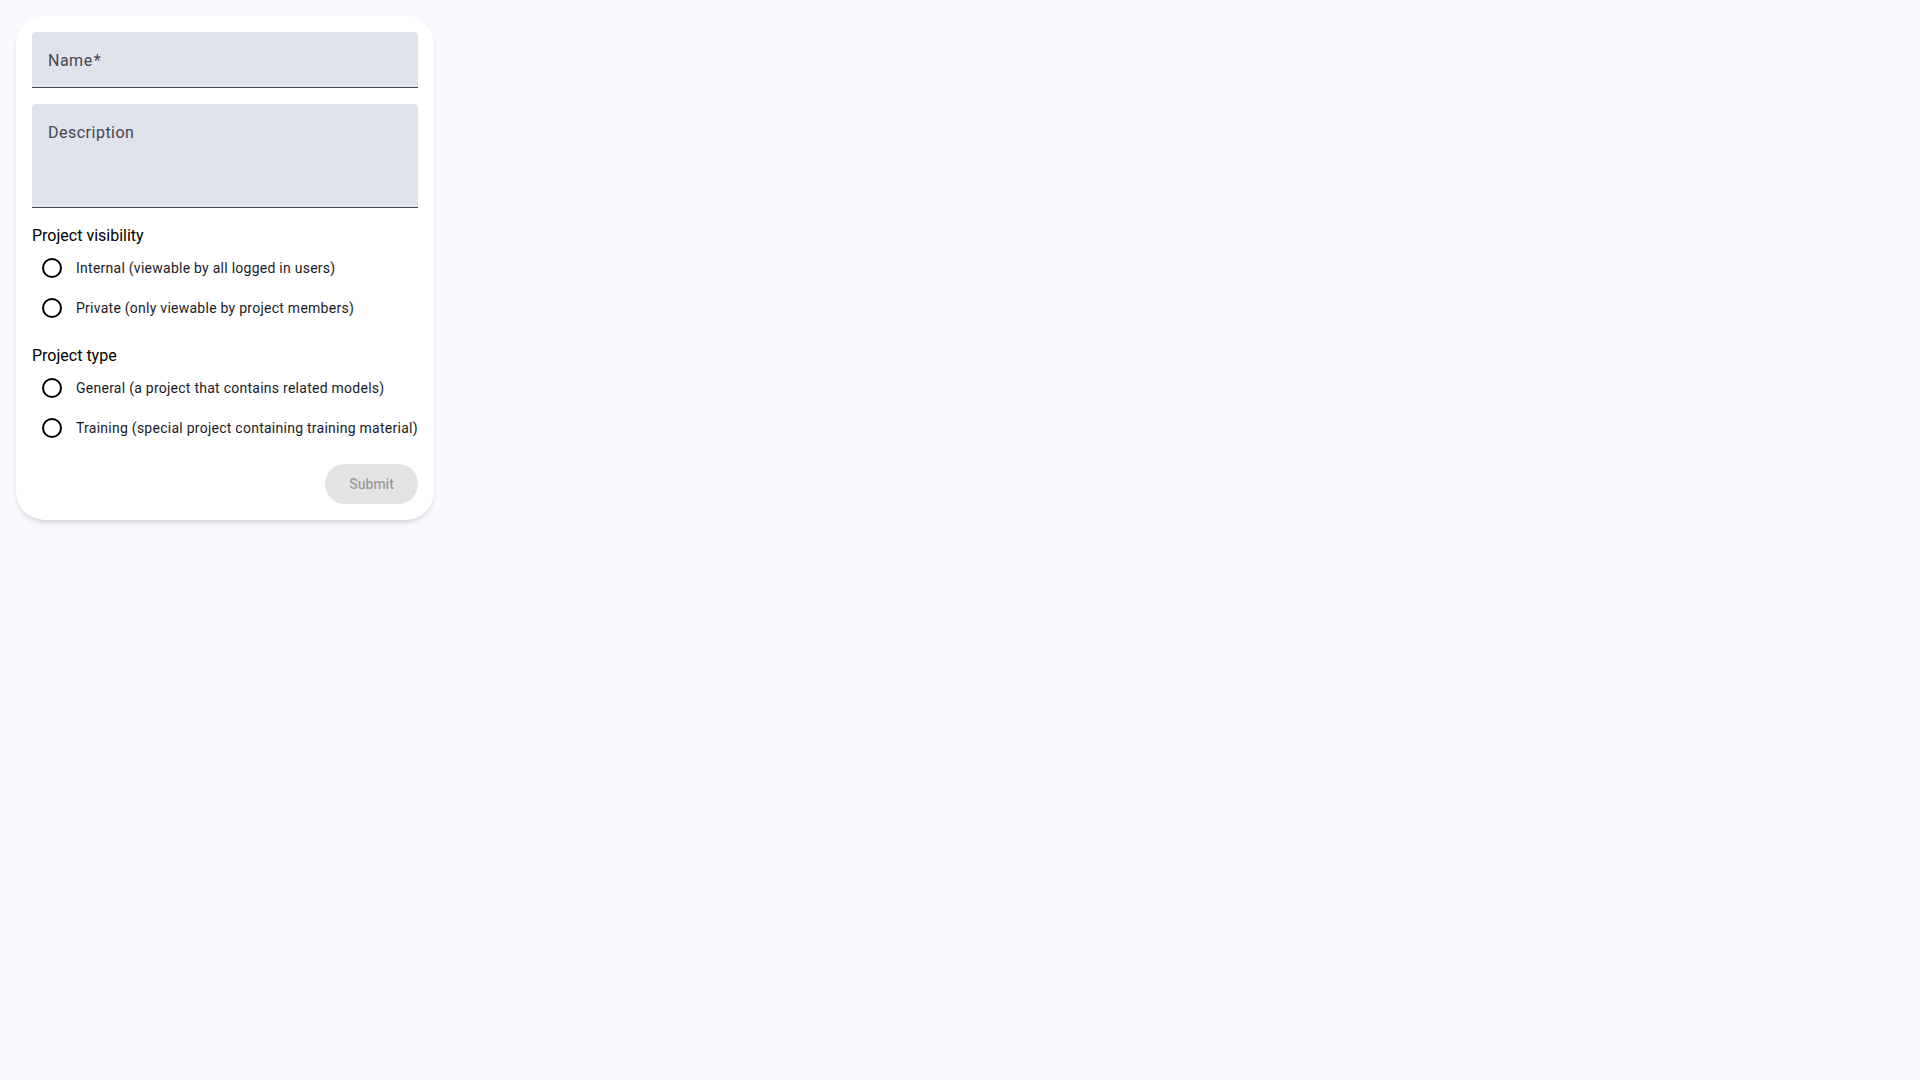 Name*
Description
Project visibility
Internal (viewable by all logged in users)
Private (only viewable by project members)
Project type
General (a project that contains related models)
Training (special project containing training material)
Submit